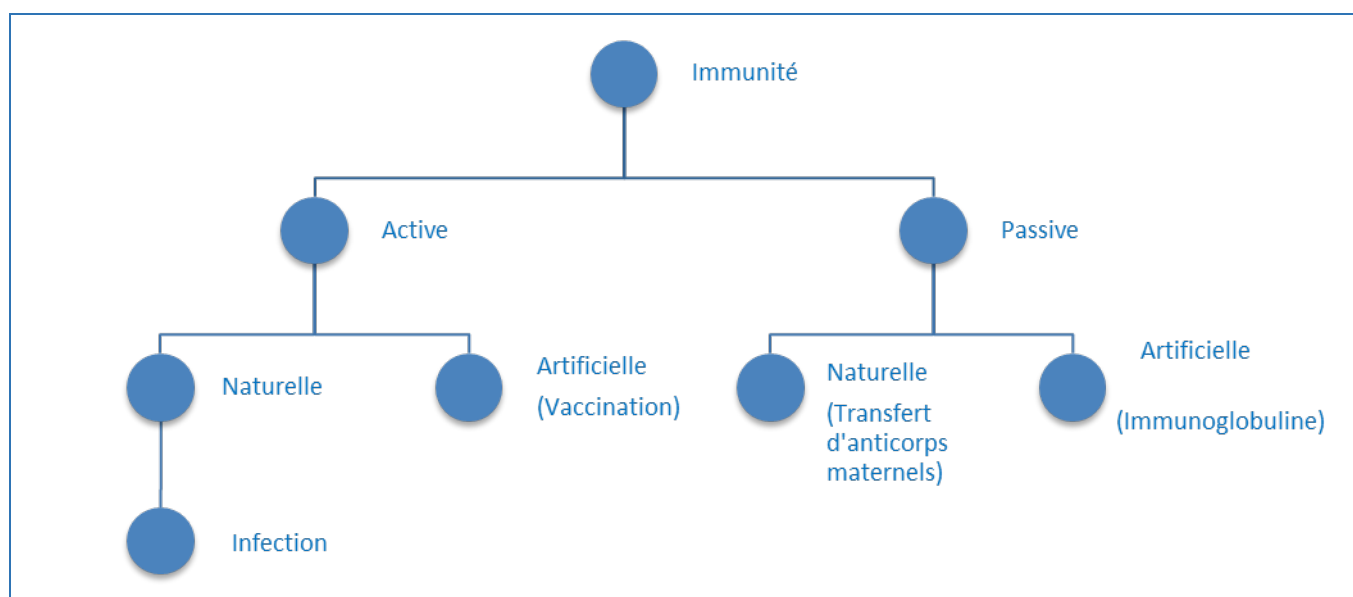 Immunité
Active
Passive
Naturelle
Artificielle
(Vaccination)
Naturelle
(Transfert
d'anticorps
maternels)
Artificielle
(Immunoglobuline)
Infection